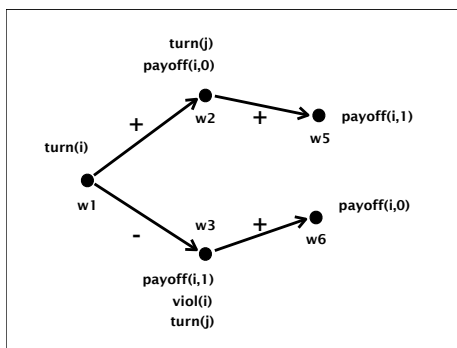 turn(j)
payoff(i,0)
+
w2
+
payoff(i,1)
w5
turn(i)
w1
-
w3
+
payoff(i,0)
w6
payoff(i,1)
viol(i)
turn(j)